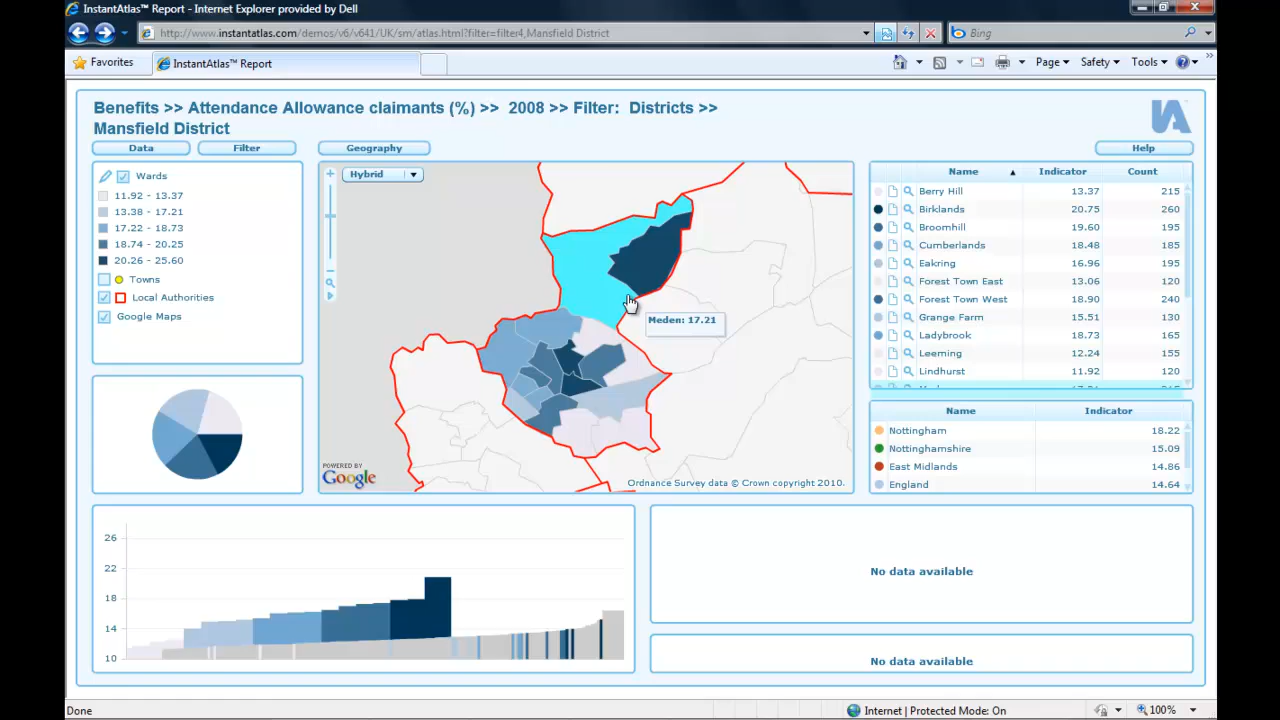 InstantAtlas™ Report - Internet Explorer provided by Dell
http://www.instantatlas.com/demos/v6/v641/UK/sm/atlas.html?filter=filter4,Mansfield District
Bing
Favorites
InstantAtlas™ Report
Page
Safety
Tools
Benefits >> Attendance Allowance claimants (%) >> 2008 >> Filter: Districts >>
Mansfield District
IA
Data
Filter
Geography
Help
Wards
11.92 - 13.37
13.38 - 17.21
17.22 - 18.73
18.74 - 20.25
20.26 - 25.60
Towns
Local Authorities
Google Maps
Hybrid
Meden: 17.21
POWERED BY
Google
Ordnance Survey data © Crown copyright 2010.
Name Indicator Count
Berry Hill 13.37 215
Birklands 20.75 260
Broomhill 19.60 195
Cumberlands 18.48 185
Eakring 16.96 195
Forest Town East 13.06 120
Forest Town West 18.90 240
Grange Farm 15.51 130
Ladybrook 18.73 165
Leeming 12.24 155
Lindhurst 11.92 120
Name Indicator
Nottingham 18.22
Nottinghamshire 15.09
East Midlands 14.86
England 14.64
26
22
18
14
10
No data available
No data available
Done
Internet | Protected Mode: On
100%